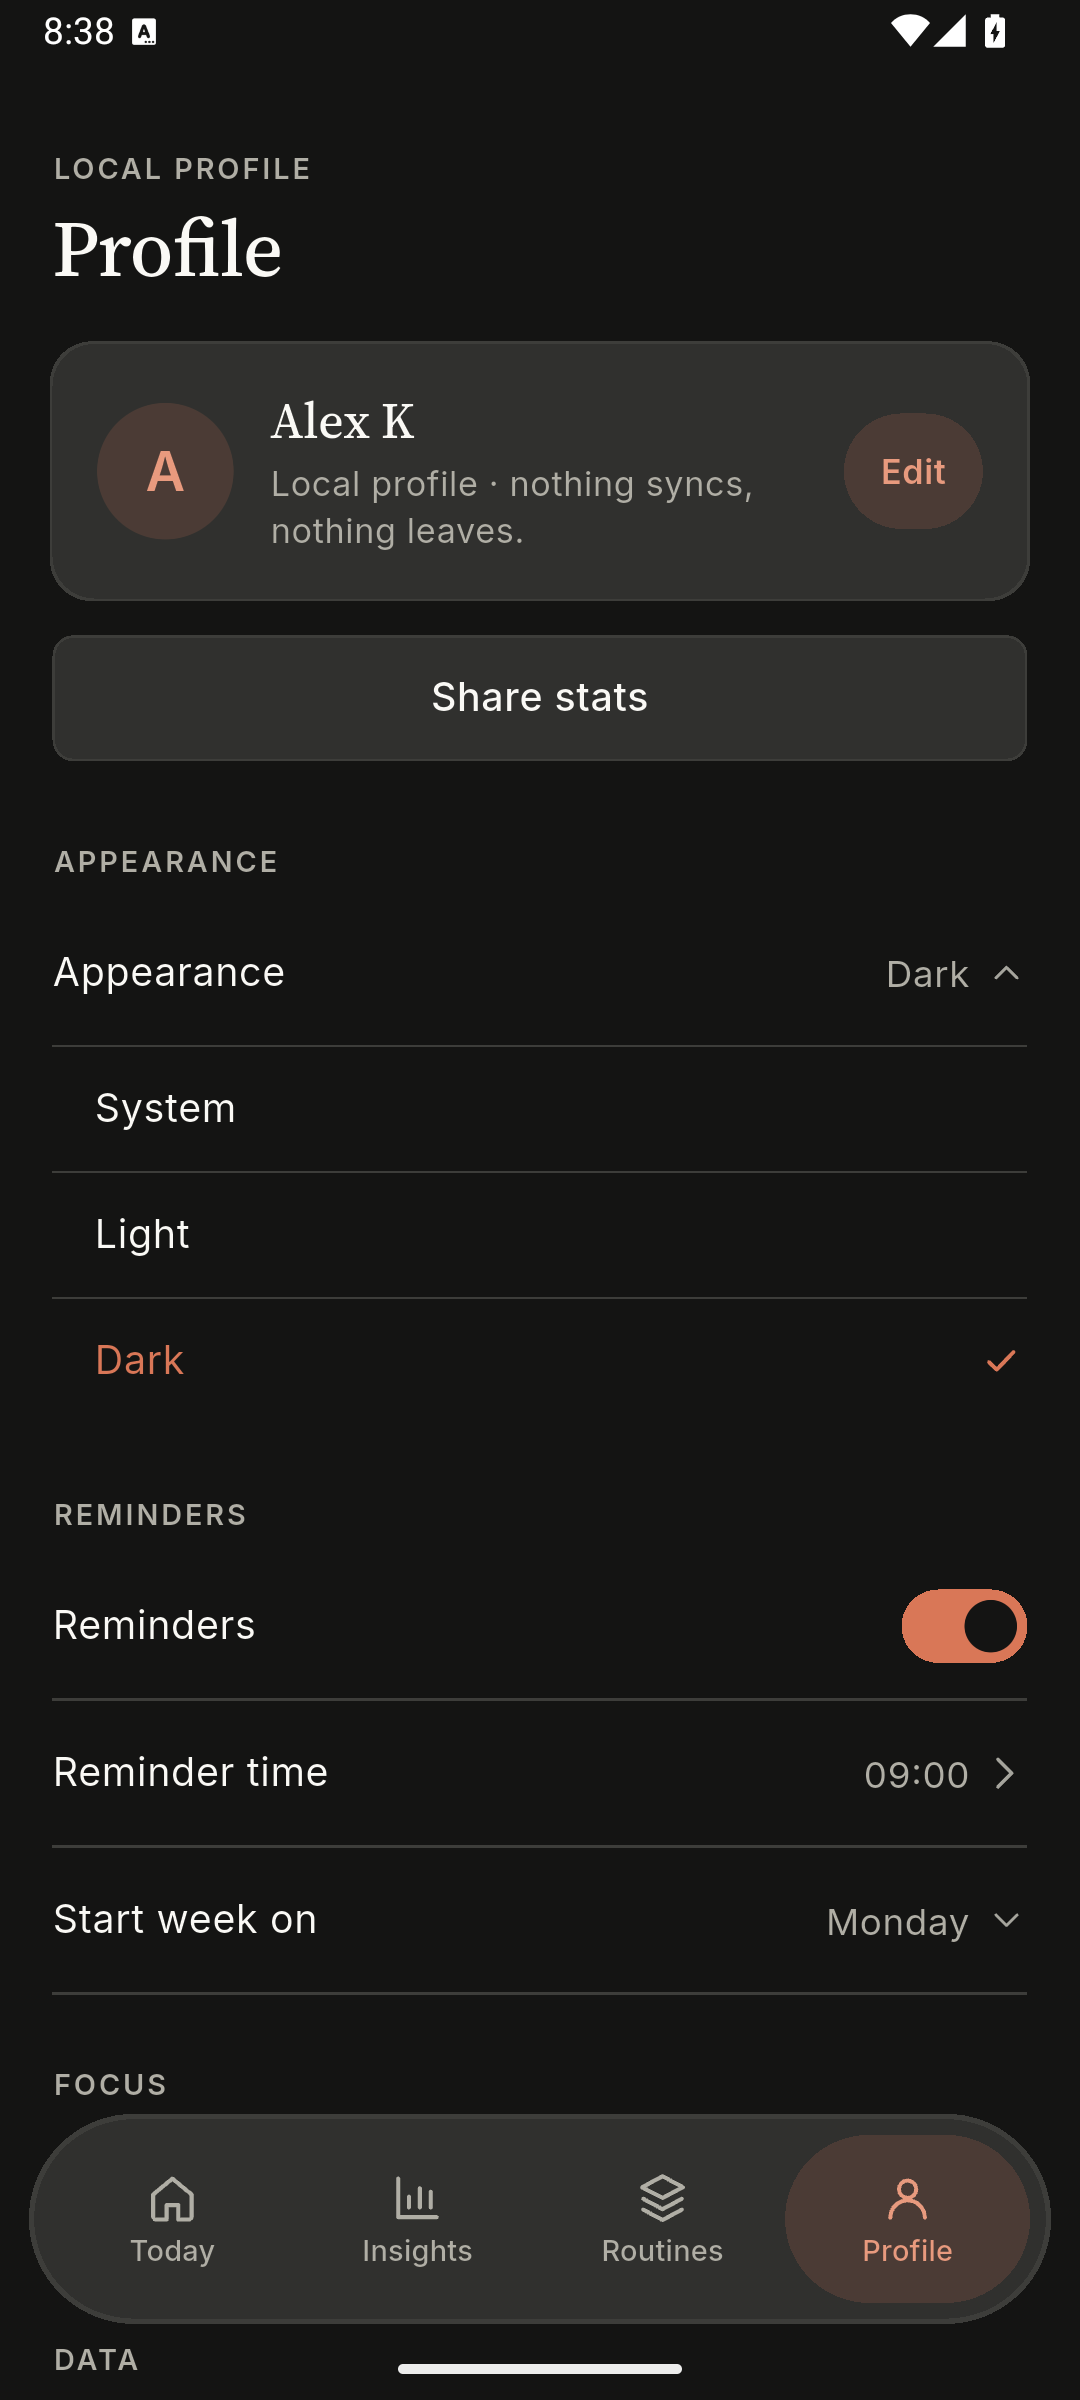 8:38
LOCAL PROFILE
Profile
A
Alex K
Local profile · nothing syncs,
nothing leaves.
Edit
Share stats
APPEARANCE
Appearance
Dark
System
Light
Dark
REMINDERS
Reminders
Reminder time
09:00
Start week on
Monday
FOCUS
Today
Insights
Routines
Profile
DATA